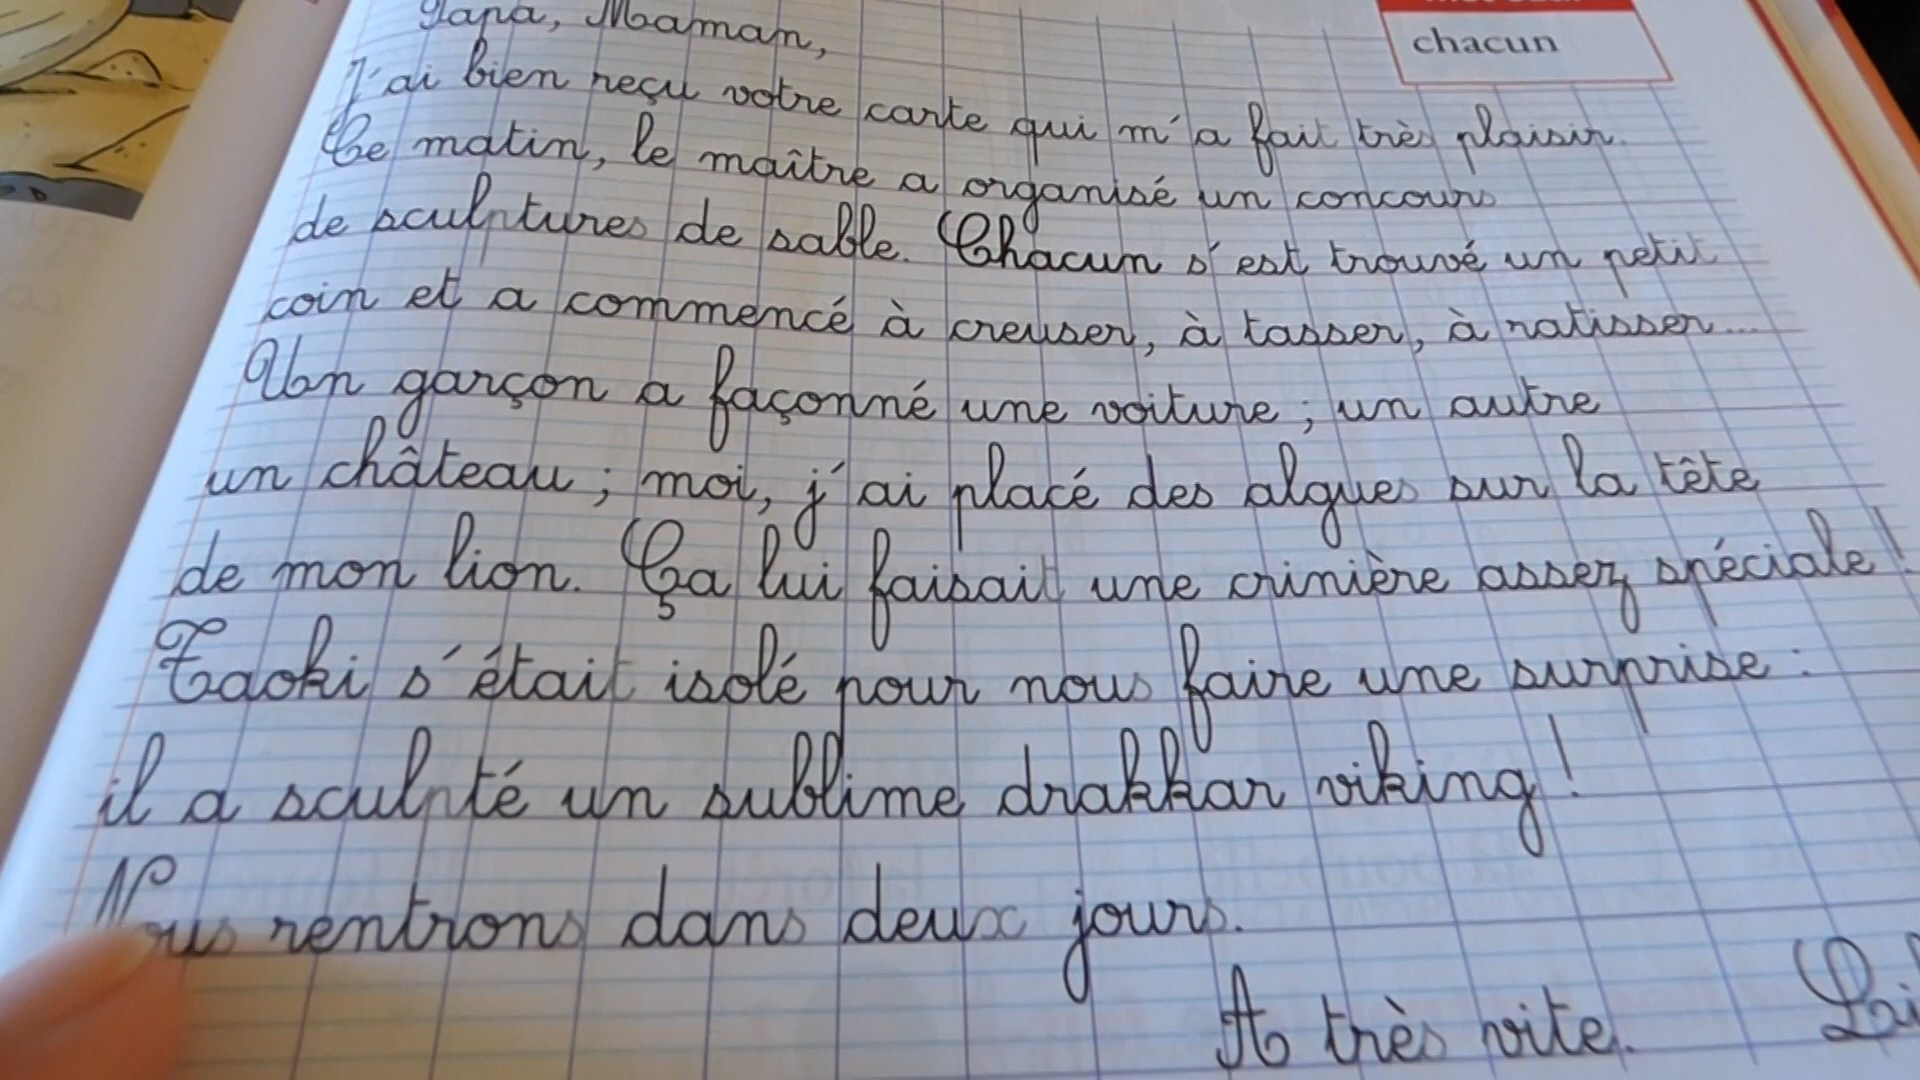 chacun
Papa, Maman,
J'ai bien reçu votre carte qui m'a fait très plaisir.
Ce matin, le maître a organisé un concours
de sculptures de sable. Chacun s'est trouvé un petit
coin et a commencé à creuser, à tasser, à ratisser...
Un garçon a façonné une voiture ; un autre
un château ; moi, j'ai placé des algues sur la tête
de mon lion. Ça lui faisait une crinière assez spéciale !
Taoki s'était isolé pour nous faire une surprise :
il a sculpté un sublime drakkar viking !
Nous rentrons dans deux jours.
A très vite.